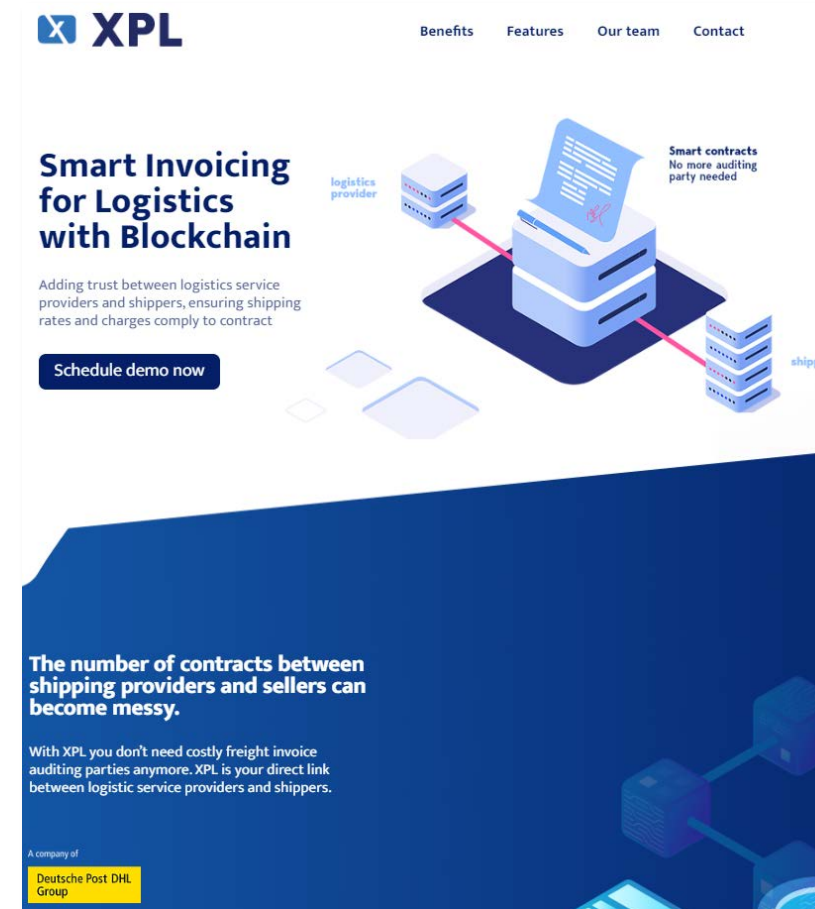 XPL
Benefits
Features
Our team
Contact
Smart Invoicing
for Logistics
with Blockchain
Adding trust between logistics service
providers and shippers, ensuring shipping
rates and charges comply to contract
Schedule demo now
logistics
provider
Smart contracts
No more auditing
party needed
The number of contracts between
shipping providers and sellers can
become messy.
With XPL you don't need costly freight invoice
auditing parties anymore. XPL is your direct link
between logistic service providers and shippers.
A company of
Deutsche Post DHL
Group